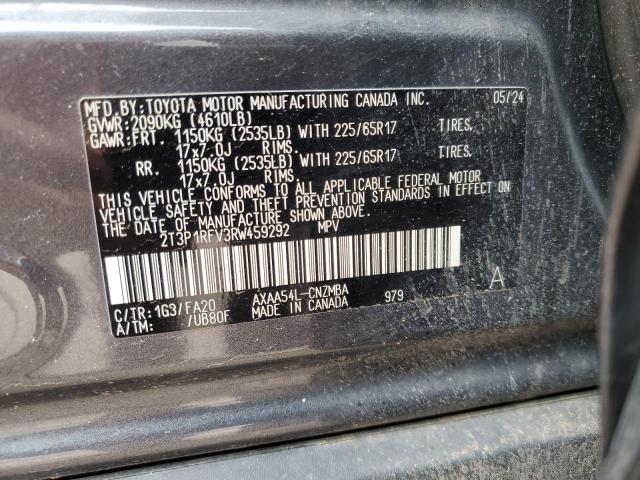 MFD.BY:TOYOTA MOTOR MANUFACTURING CANADA INC. 05/24
GVWR:2090KG (4610LB)
GAWR:FRT. 1150KG (2535LB) WITH 225/65R17 TIRES.
17x7.0J RIMS.
RR. 1150KG (2535LB) WITH 225/65R17 TIRES.
17x7.0J RIMS.
THIS VEHICLE CONFORMS TO ALL APPLICABLE FEDERAL MOTOR
VEHICLE SAFETY AND THEFT PREVENTION STANDARDS IN EFFECT ON
THE DATE OF MANUFACTURE SHOWN ABOVE.
2T3P1RFV3RW459292 MPV
C/TR:1G3/FA20 AXAA54L-CNZMBA 979 A
A/TM: /UB80F MADE IN CANADA